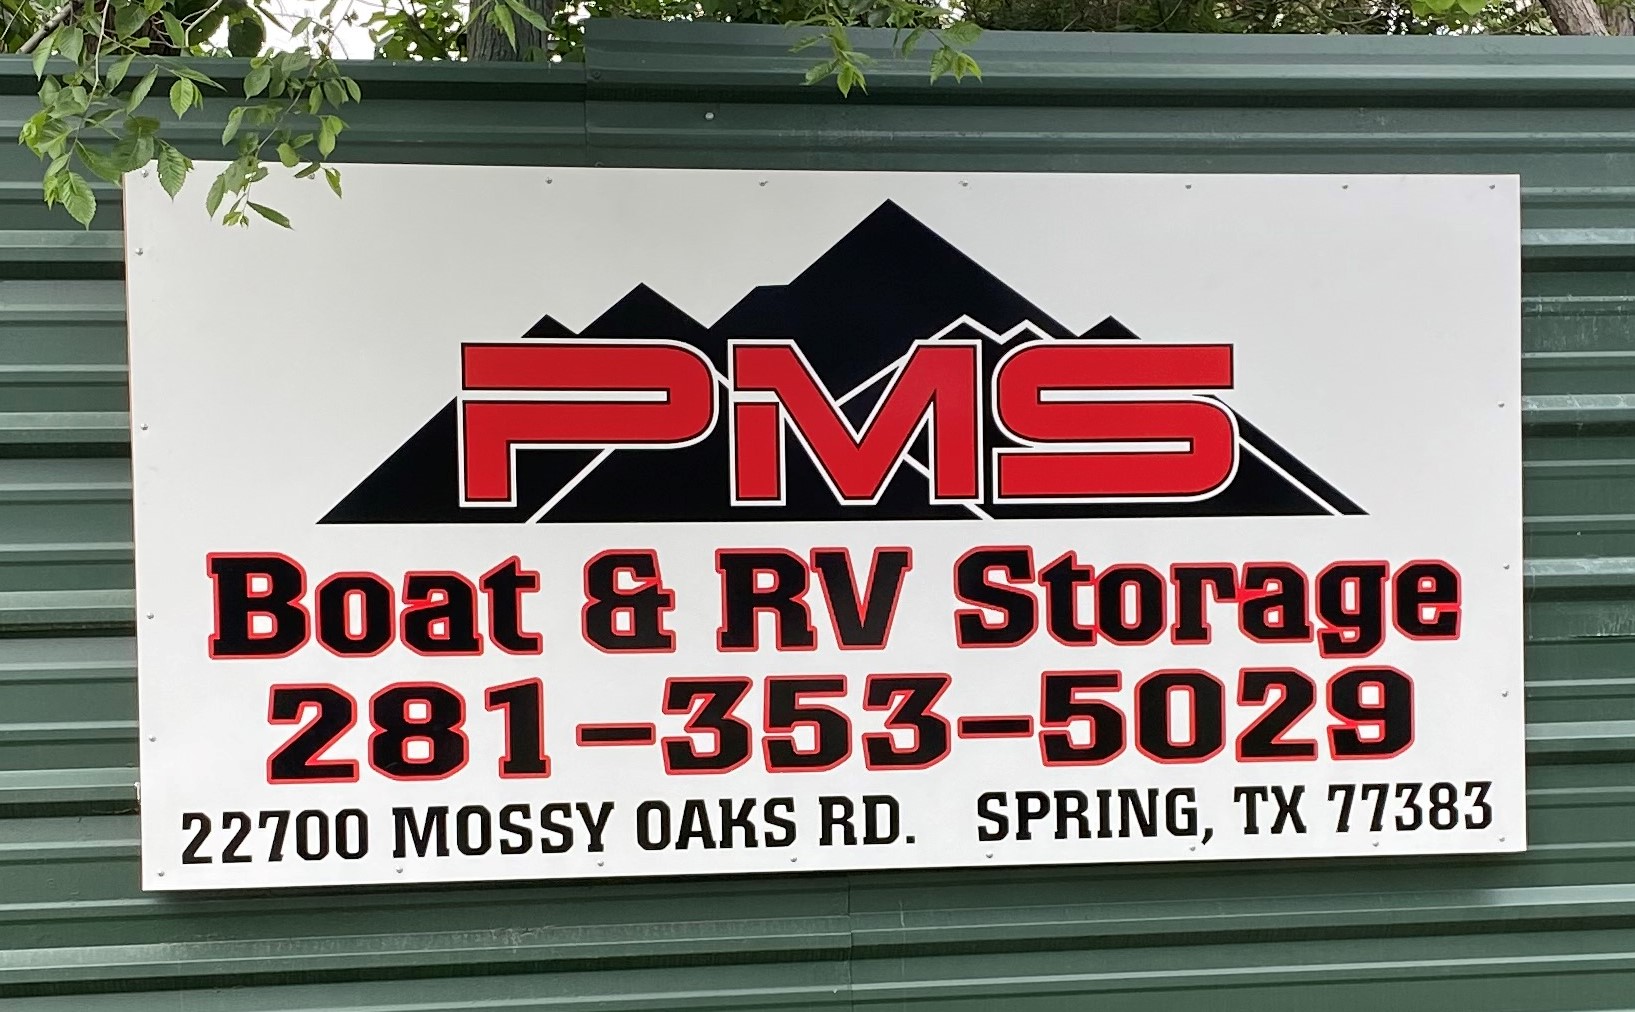 PMS
Boat & RV Storage
281-353-5029
22700 MOSSY OAKS RD. SPRING, TX 77383